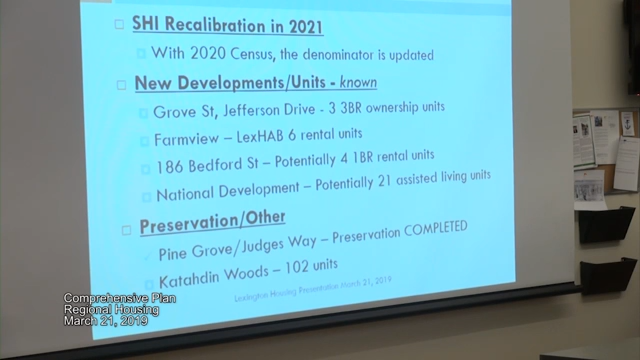 SHI Recalibration in 2021
With 2020 Census, the denominator is updated
New Developments/Units - known
Grove St, Jefferson Drive - 3 3BR ownership units
Farmview – LexHAB 6 rental units
186 Bedford St – Potentially 4 1BR rental units
National Development – Potentially 21 assisted living units
Preservation/Other
✓ Pine Grove/Judges Way – Preservation COMPLETED
Katahdin Woods – 102 units
Lexington Housing Presentation March 21, 2019
Comprehensive Plan
Regional Housing
March 21, 2019